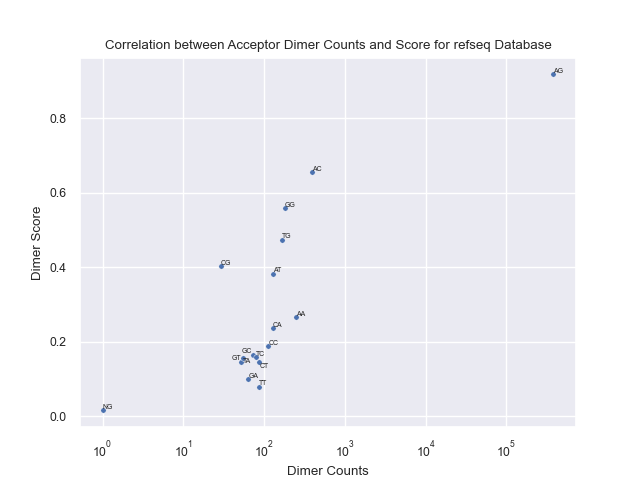 Correlation between Acceptor Dimer Counts and Score for refseq Database
AG
0.8
AC
0.6
GG
TG
Dimer Score
0.4
CG
AT
AA
CA
0.2
CC
GC
TC
GT
TA
CT
GA
TT
NG
0.0
10^0 10^1 10^2 10^3 10^4 10^5
Dimer Counts